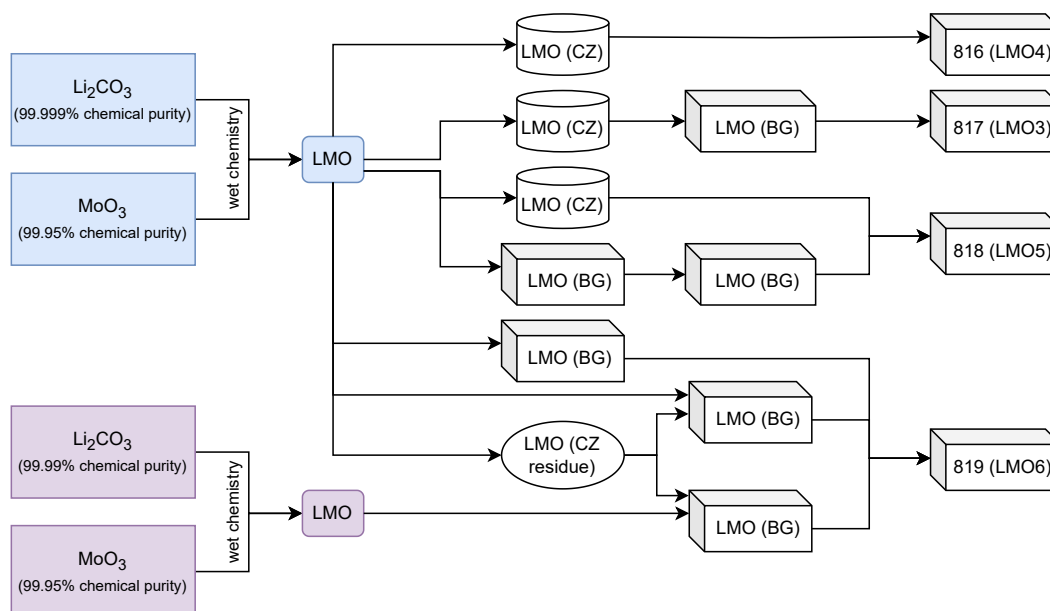 Li₂CO₃
(99.999% chemical purity)
MoO₃
(99.95% chemical purity)
wet chemistry
LMO
LMO (CZ)
816 (LMO4)
LMO (CZ)
LMO (BG)
817 (LMO3)
LMO (CZ)
LMO (BG)
LMO (BG)
818 (LMO5)
LMO (BG)
LMO (BG)
LMO (CZ
residue)
LMO (BG)
819 (LMO6)
Li₂CO₃
(99.99% chemical purity)
MoO₃
(99.95% chemical purity)
wet chemistry
LMO